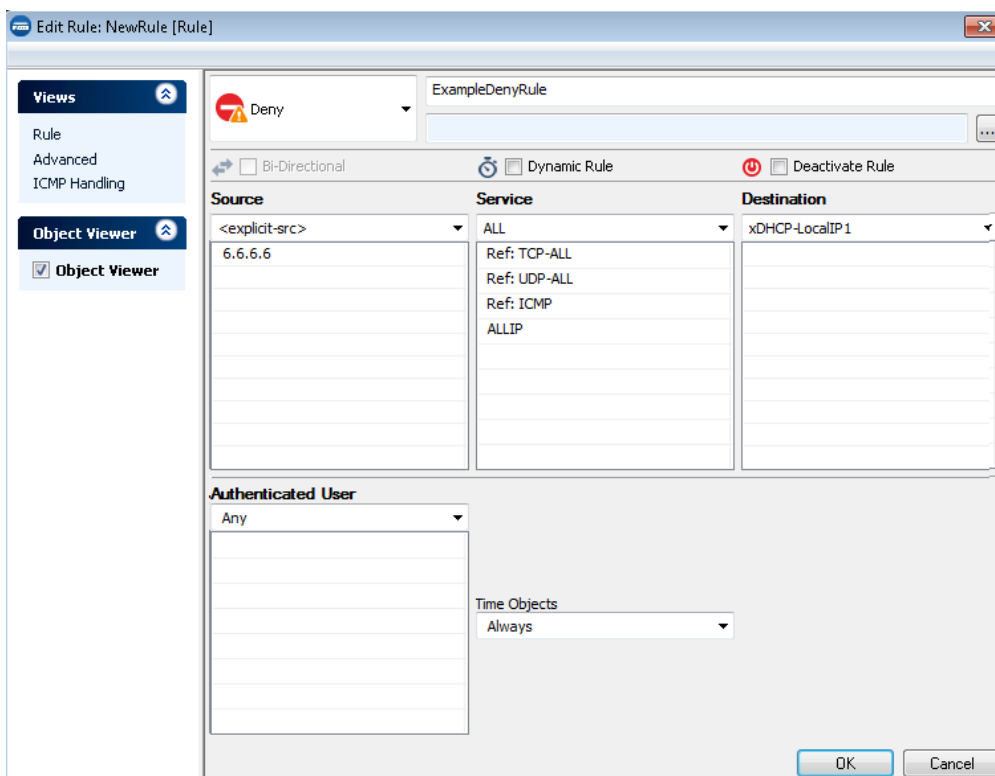 Edit Rule: NewRule [Rule]
Views
Rule
Advanced
ICMP Handling
Object Viewer
Object Viewer
Deny
ExampleDenyRule
...
Bi-Directional
Dynamic Rule
Deactivate Rule
Source
Service
Destination
<explicit-src>
ALL
xDHCP-LocalIP1
6.6.6.6
Ref: TCP-ALL
Ref: UDP-ALL
Ref: ICMP
ALLIP
Authenticated User
Any
Time Objects
Always
OK
Cancel